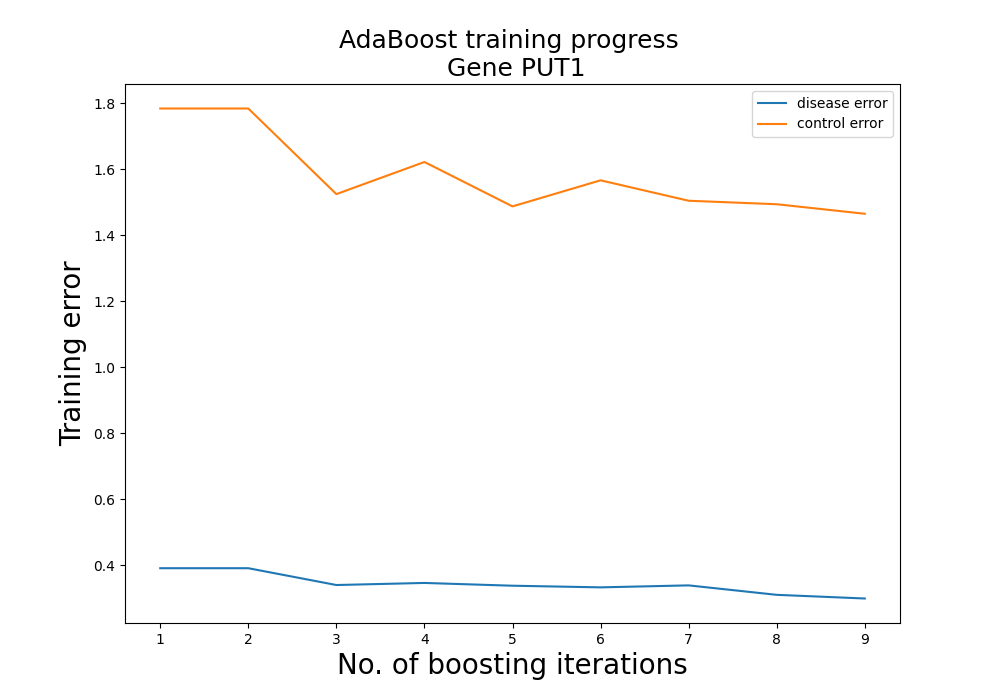 AdaBoost training progress
Gene PUT1
disease error
control error
Training error
1.8
1.6
1.4
1.2
1.0
0.8
0.6
0.4
1 2 3 4 5 6 7 8 9
No. of boosting iterations